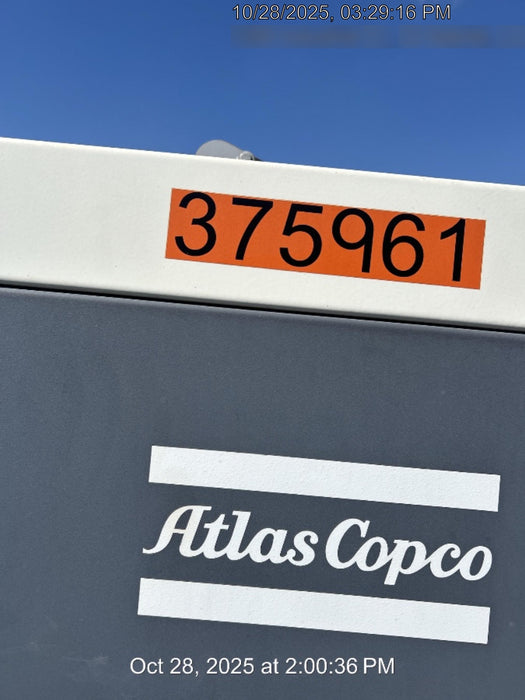 10/28/2025, 03:29:16 PM
375961
Atlas Copco
Oct 28, 2025 at 2:00:36 PM